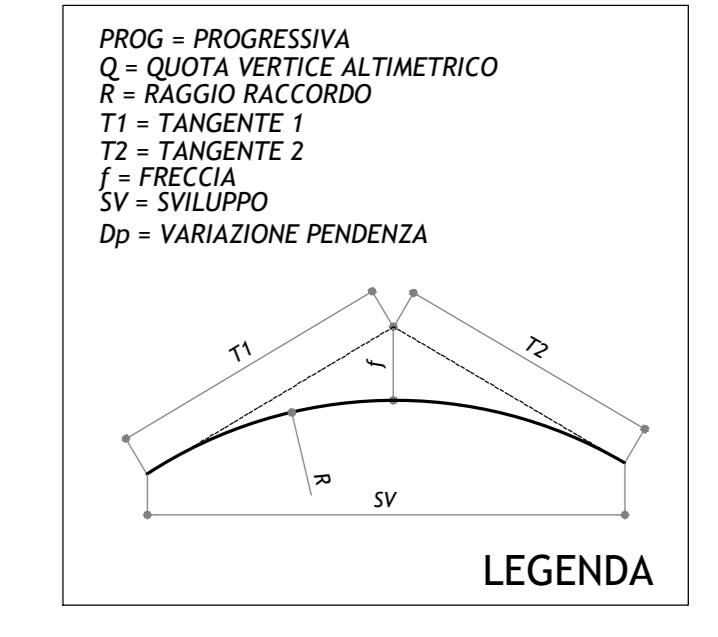 PROG = PROGRESSIVA
Q = QUOTA VERTICE ALTIMETRICO
R = RAGGIO RACCORDO
T1 = TANGENTE 1
T2 = TANGENTE 2
f = FRECCIA
SV = SVILUPPO
Dp = VARIAZIONE PENDENZA
T1
T2
f
R
SV
LEGENDA